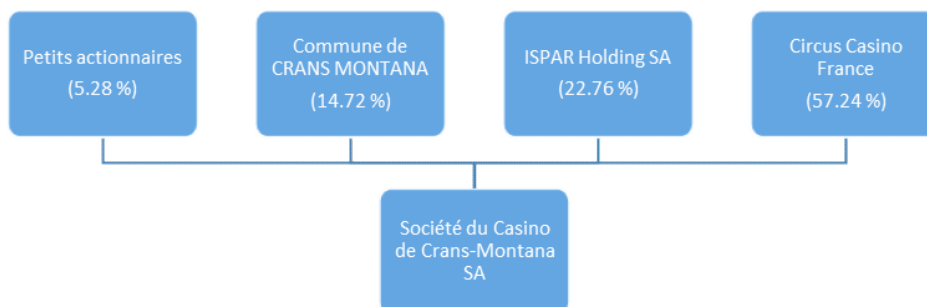 Petits actionnaires
(5.28 %)
Commune de
CRANS MONTANA
(14.72 %)
ISPAR Holding SA
(22.76 %)
Circus Casino
France
(57.24 %)
Société du Casino
de Crans-Montana
SA